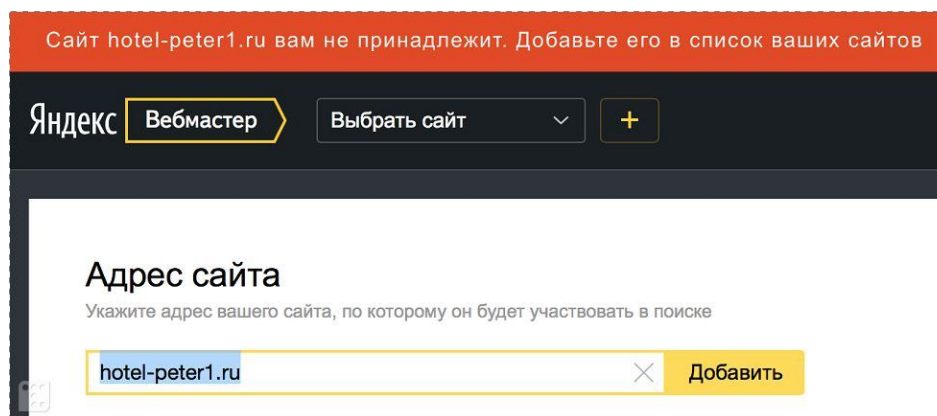 Сайт hotel-peter1.ru вам не принадлежит. Добавьте его в список ваших сайтов
Яндекс Вебмастер Выбрать сайт +
Адрес сайта
Укажите адрес вашего сайта, по которому он будет участвовать в поиске
hotel-peter1.ru Добавить